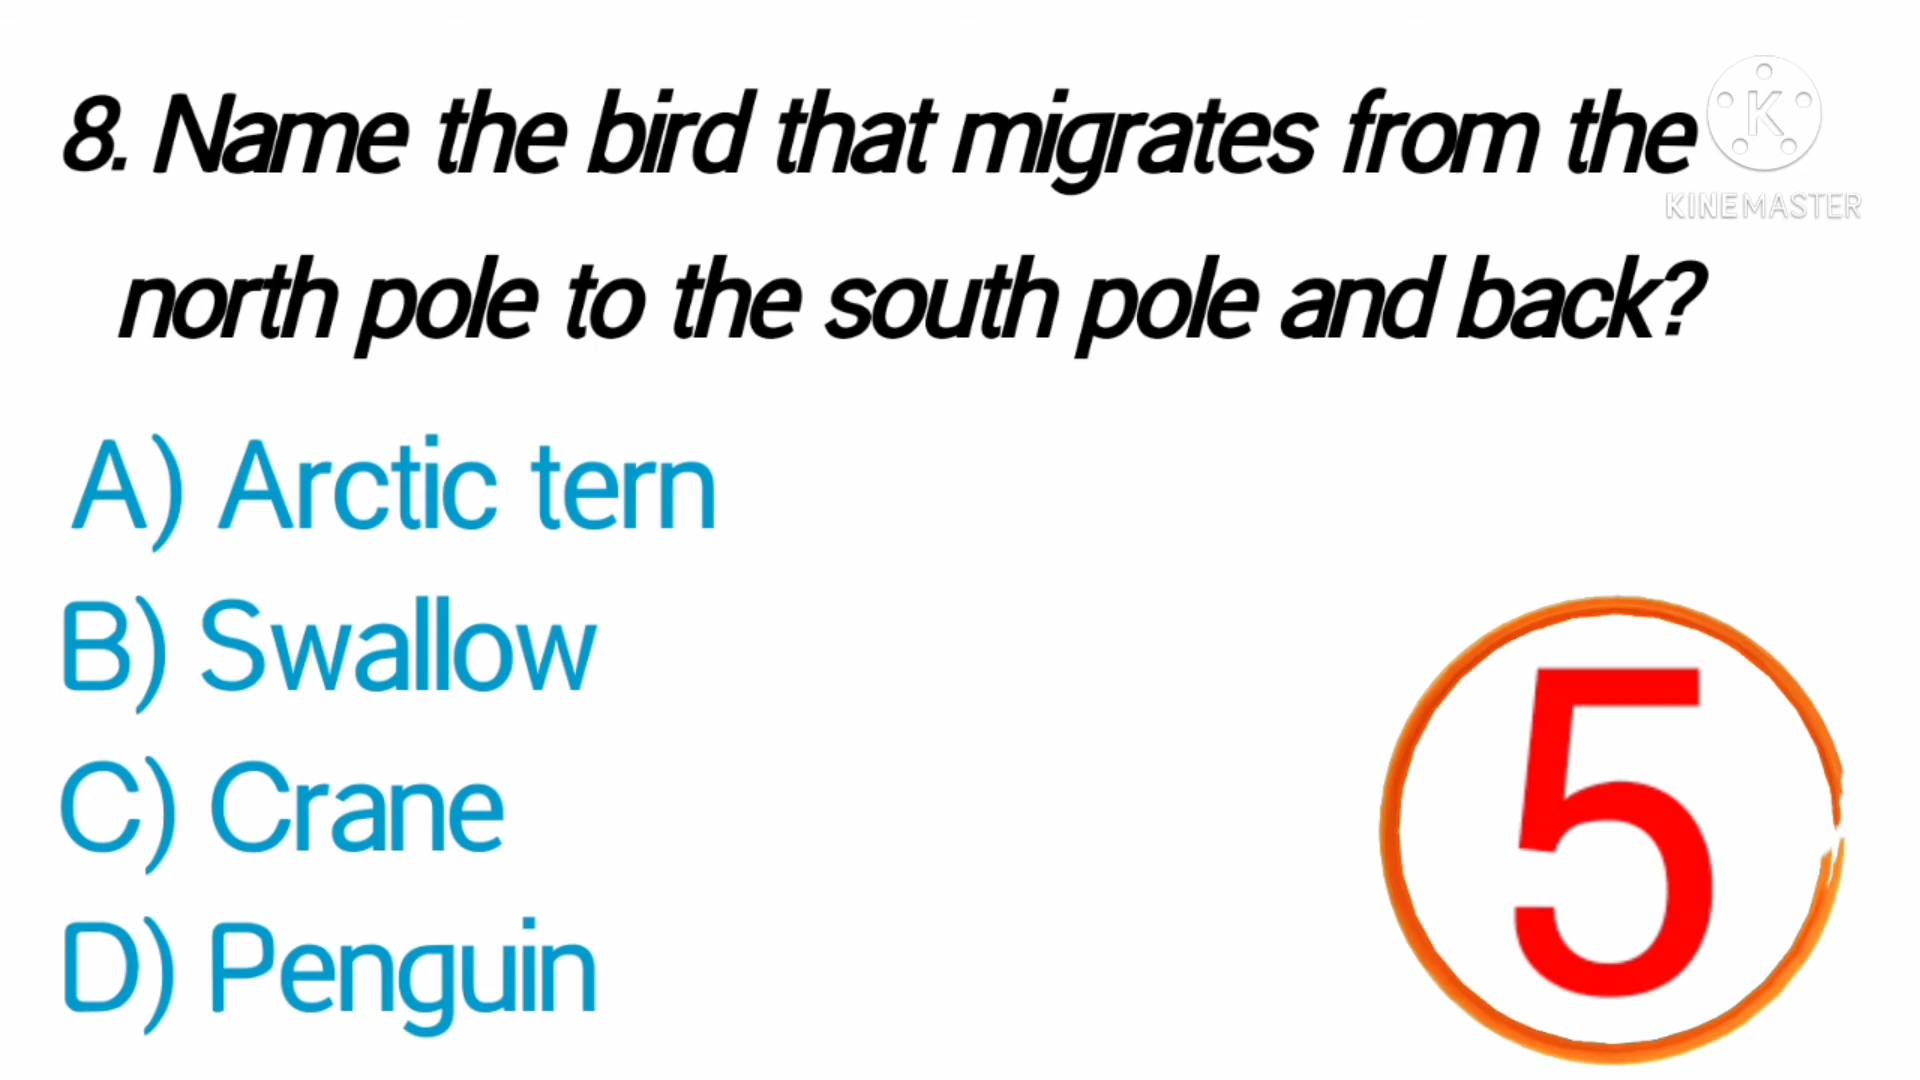 8. Name the bird that migrates from the
K
KINEMASTER
north pole to the south pole and back?
A) Arctic tern
B) Swallow
C) Crane
D) Penguin
5